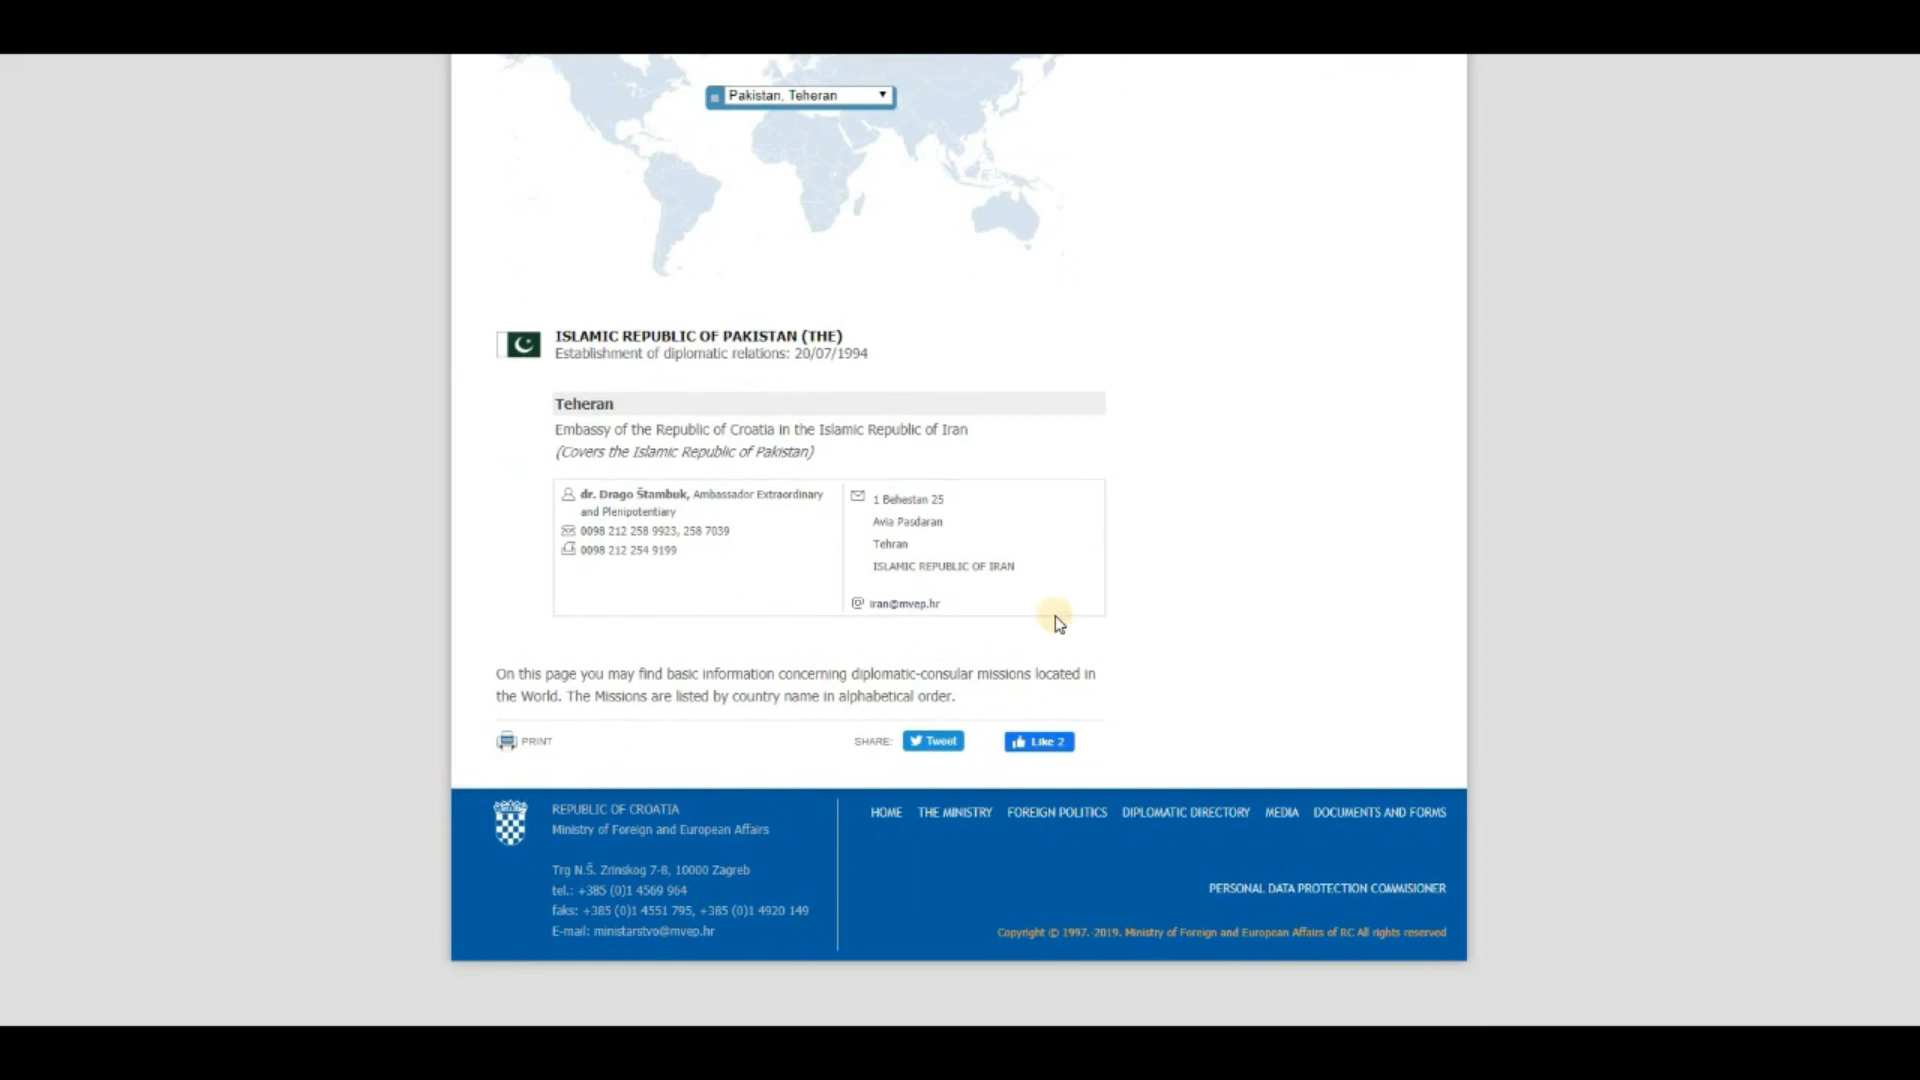 Pakistan, Teheran
ISLAMIC REPUBLIC OF PAKISTAN (THE)
Establishment of diplomatic relations: 20/07/1994
Teheran
Embassy of the Republic of Croatia in the Islamic Republic of Iran
(Covers the Islamic Republic of Pakistan)
dr. Drago Štambuk, Ambassador Extraordinary
and Plenipotentiary
0098 212 258 9923, 258 7039
0098 212 254 9199
1 Behestan 25
Avia Pasdaran
Tehran
ISLAMIC REPUBLIC OF IRAN
iran@mvep.hr
On this page you may find basic information concerning diplomatic-consular missions located in
the World. The Missions are listed by country name in alphabetical order.
PRINT
SHARE:
Tweet
Like 2
REPUBLIC OF CROATIA
Ministry of Foreign and European Affairs
Trg N.Š. Zrinskog 7-8, 10000 Zagreb
tel.: +385 (0)1 4569 964
faks: +385 (0)1 4551 795, +385 (0)1 4920 149
E-mail: ministarstvo@mvep.hr
HOME THE MINISTRY FOREIGN POLITICS DIPLOMATIC DIRECTORY MEDIA DOCUMENTS AND FORMS
PERSONAL DATA PROTECTION COMMISIONER
Copyright © 1997.-2019. Ministry of Foreign and European Affairs of RC All rights reserved